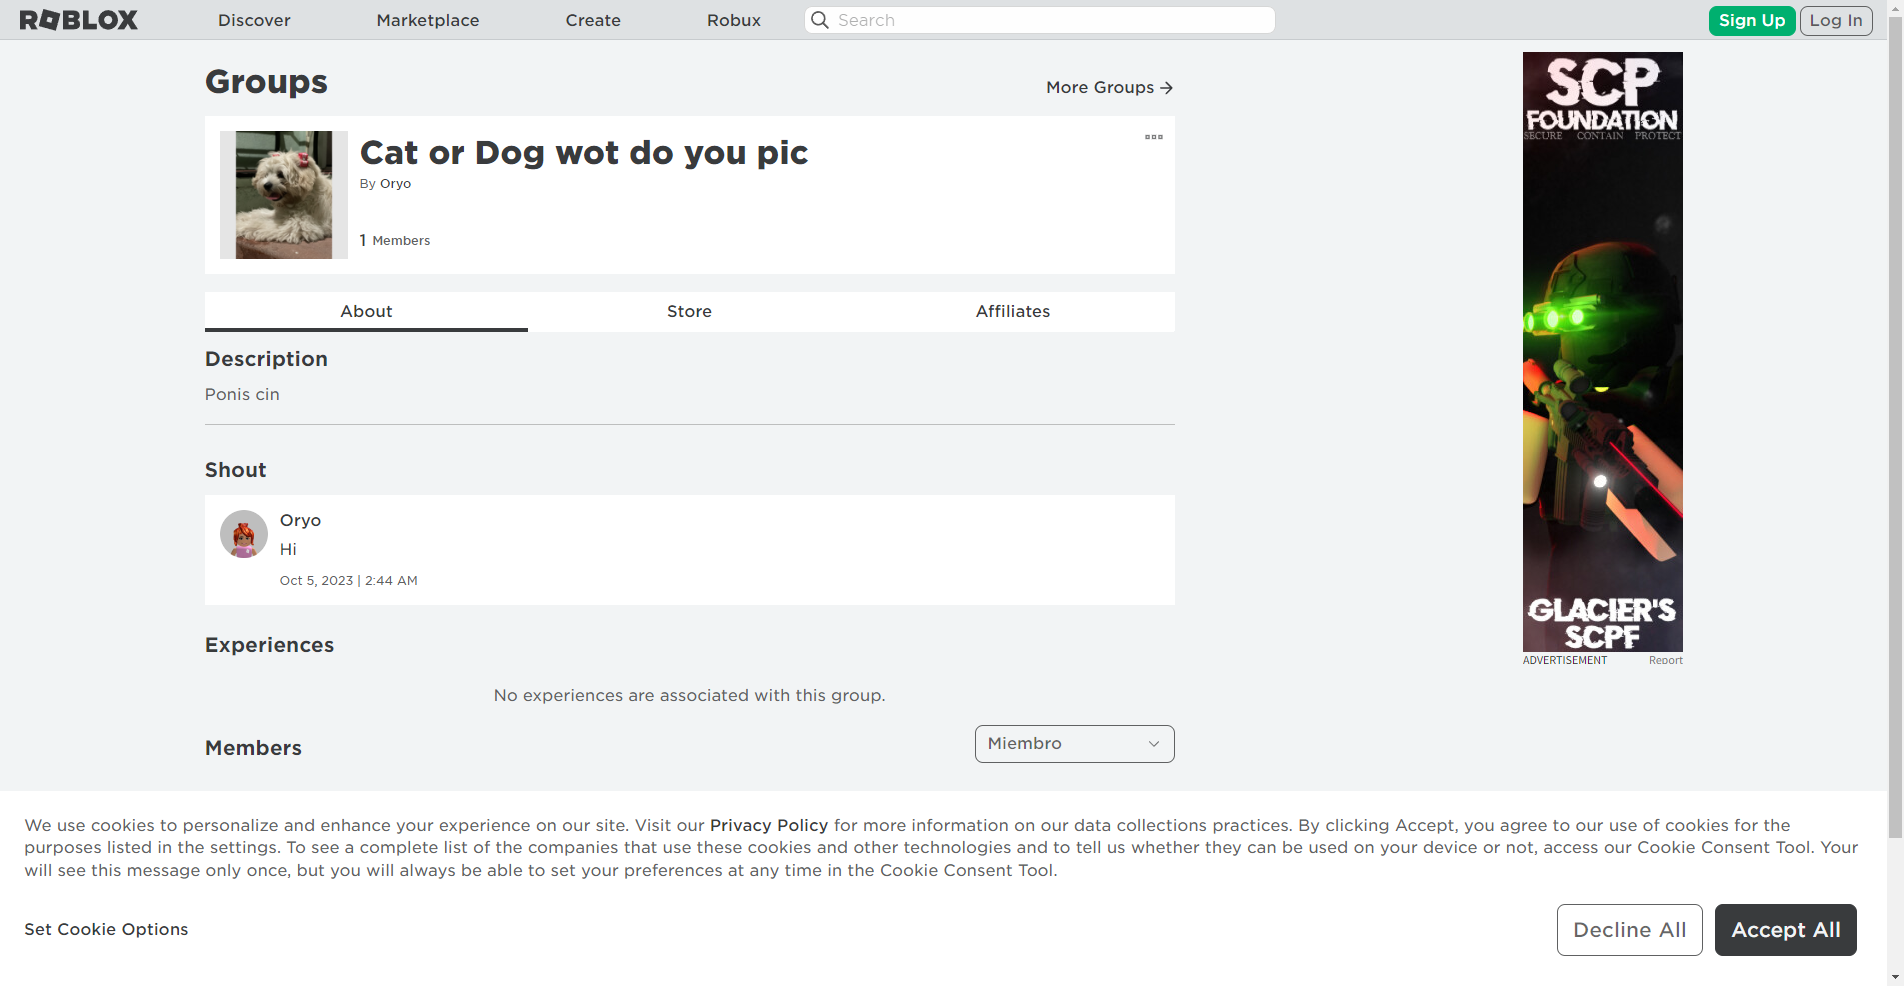 ROBLOX
Discover
Marketplace
Create
Robux
Search
Sign Up
Log In
Groups
More Groups
Cat or Dog wot do you pic
By Oryo
1 Members
About
Store
Affiliates
Description
Ponis cin
Shout
Oryo
Hi
Oct 5, 2023 | 2:44 AM
Experiences
No experiences are associated with this group.
Members
Miembro
SCP
FOUNDATION
SECURE CONTAIN PROTECT
GLACIER'S
SCPF
ADVERTISEMENT
Report
We use cookies to personalize and enhance your experience on our site. Visit our Privacy Policy for more information on our data collections practices. By clicking Accept, you agree to our use of cookies for the
purposes listed in the settings. To see a complete list of the companies that use these cookies and other technologies and to tell us whether they can be used on your device or not, access our Cookie Consent Tool. Your
will see this message only once, but you will always be able to set your preferences at any time in the Cookie Consent Tool.
Set Cookie Options
Decline All
Accept All